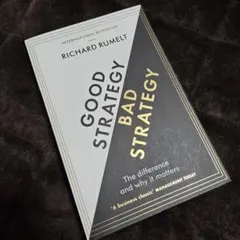 INTERNATIONAL BESTSELLER
RICHARD RUMELT
GOOD
STRATEGY
BAD
STRATEGY
The difference
and why it matters
'A business classic' MANAGEMENT TODAY